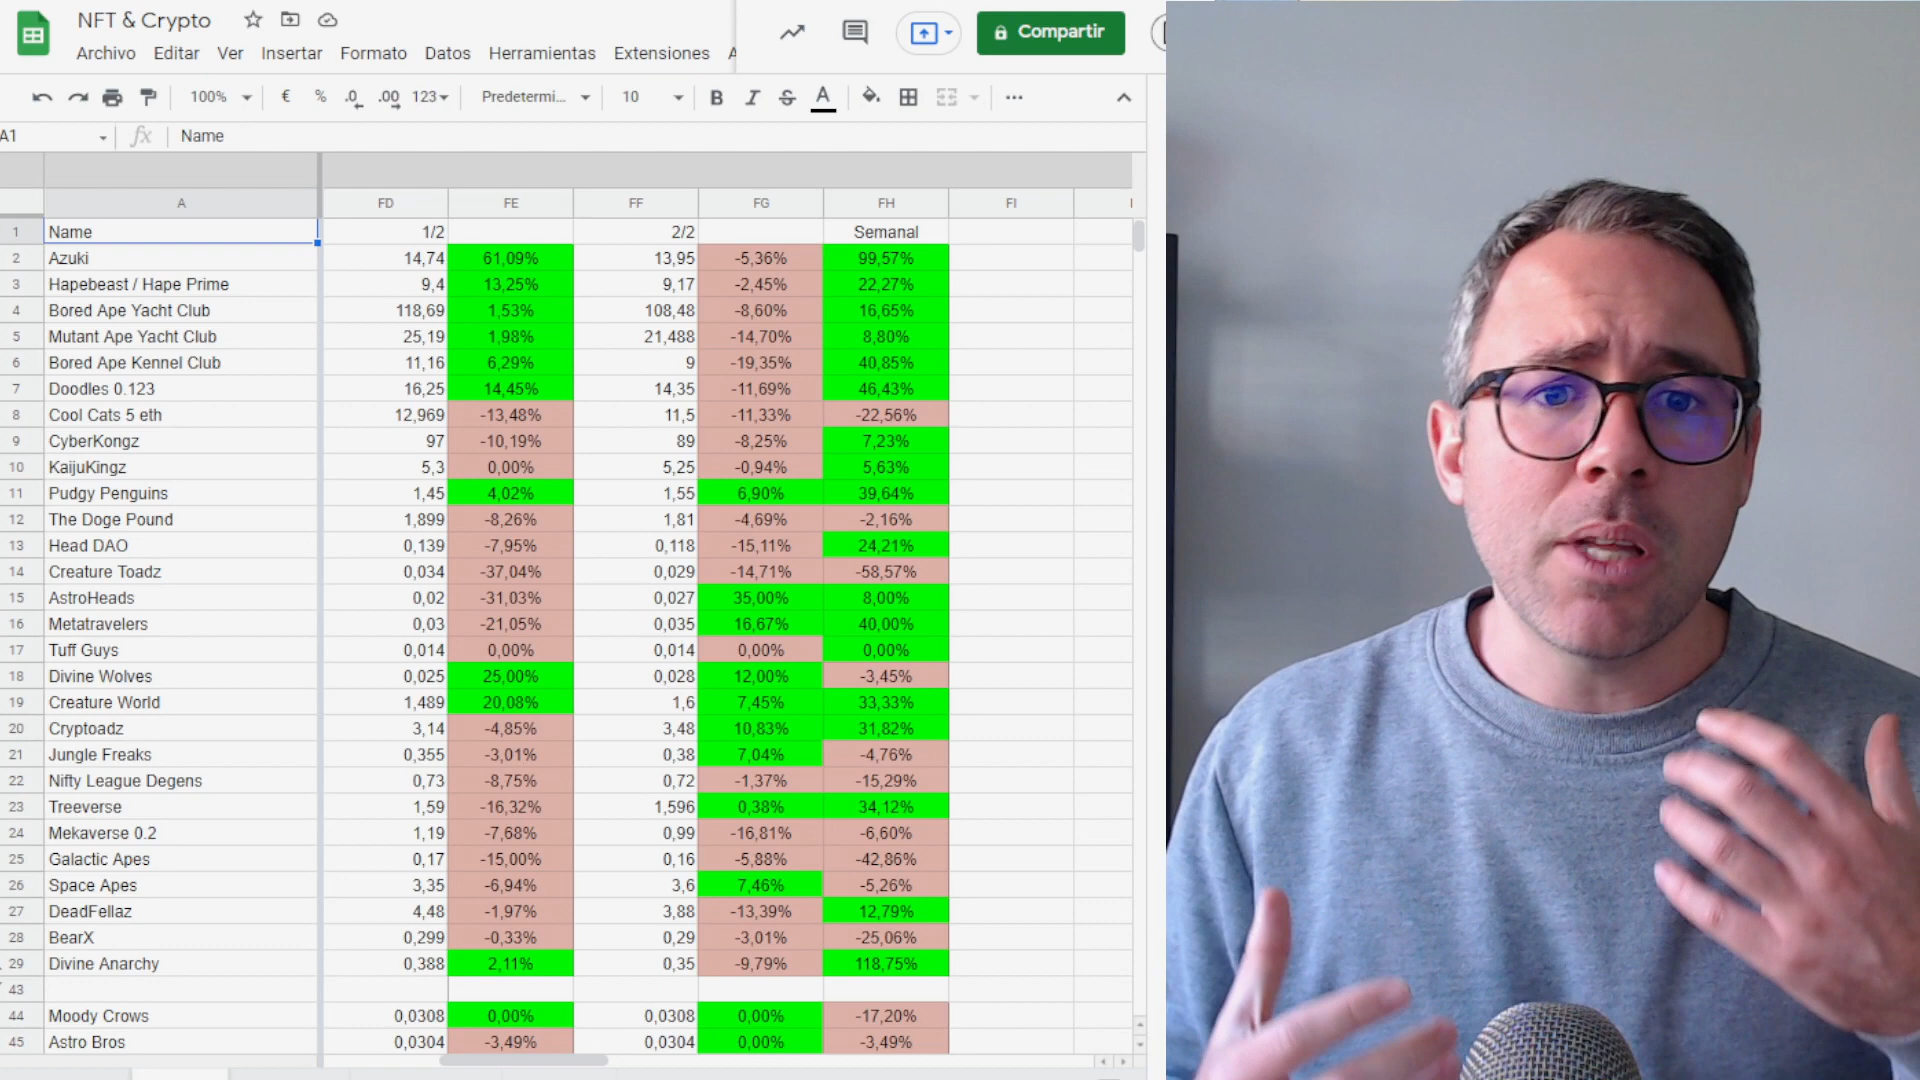 NFT & Crypto
Archivo Editar Ver Insertar Formato Datos Herramientas Extensiones A
Compartir
100% € % .0 .00 123 Predetermi... 10 B I S A ...
A1 fx Name
A FD FE FF FG FH FI
1 Name 1/2 2/2 Semanal
2 Azuki 14,74 61,09% 13,95 -5,36% 99,57%
3 Hapebeast / Hape Prime 9,4 13,25% 9,17 -2,45% 22,27%
4 Bored Ape Yacht Club 118,69 1,53% 108,48 -8,60% 16,65%
5 Mutant Ape Yacht Club 25,19 1,98% 21,488 -14,70% 8,80%
6 Bored Ape Kennel Club 11,16 6,29% 9 -19,35% 40,85%
7 Doodles 0.123 16,25 14,45% 14,35 -11,69% 46,43%
8 Cool Cats 5 eth 12,969 -13,48% 11,5 -11,33% -22,56%
9 CyberKongz 97 -10,19% 89 -8,25% 7,23%
10 KaijuKingz 5,3 0,00% 5,25 -0,94% 5,63%
11 Pudgy Penguins 1,45 4,02% 1,55 6,90% 39,64%
12 The Doge Pound 1,899 -8,26% 1,81 -4,69% -2,16%
13 Head DAO 0,139 -7,95% 0,118 -15,11% 24,21%
14 Creature Toadz 0,034 -37,04% 0,029 -14,71% -58,57%
15 AstroHeads 0,02 -31,03% 0,027 35,00% 8,00%
16 Metatravelers 0,03 -21,05% 0,035 16,67% 40,00%
17 Tuff Guys 0,014 0,00% 0,014 0,00% 0,00%
18 Divine Wolves 0,025 25,00% 0,028 12,00% -3,45%
19 Creature World 1,489 20,08% 1,6 7,45% 33,33%
20 Cryptoadz 3,14 -4,85% 3,48 10,83% 31,82%
21 Jungle Freaks 0,355 -3,01% 0,38 7,04% -4,76%
22 Nifty League Degens 0,73 -8,75% 0,72 -1,37% -15,29%
23 Treeverse 1,59 -16,32% 1,596 0,38% 34,12%
24 Mekaverse 0.2 1,19 -7,68% 0,99 -16,81% -6,60%
25 Galactic Apes 0,17 -15,00% 0,16 -5,88% -42,86%
26 Space Apes 3,35 -6,94% 3,6 7,46% -5,26%
27 DeadFellaz 4,48 -1,97% 3,88 -13,39% 12,79%
28 BearX 0,299 -0,33% 0,29 -3,01% -25,06%
29 Divine Anarchy 0,388 2,11% 0,35 -9,79% 118,75%
43
44 Moody Crows 0,0308 0,00% 0,0308 0,00% -17,20%
45 Astro Bros 0,0304 -3,49% 0,0304 0,00% -3,49%